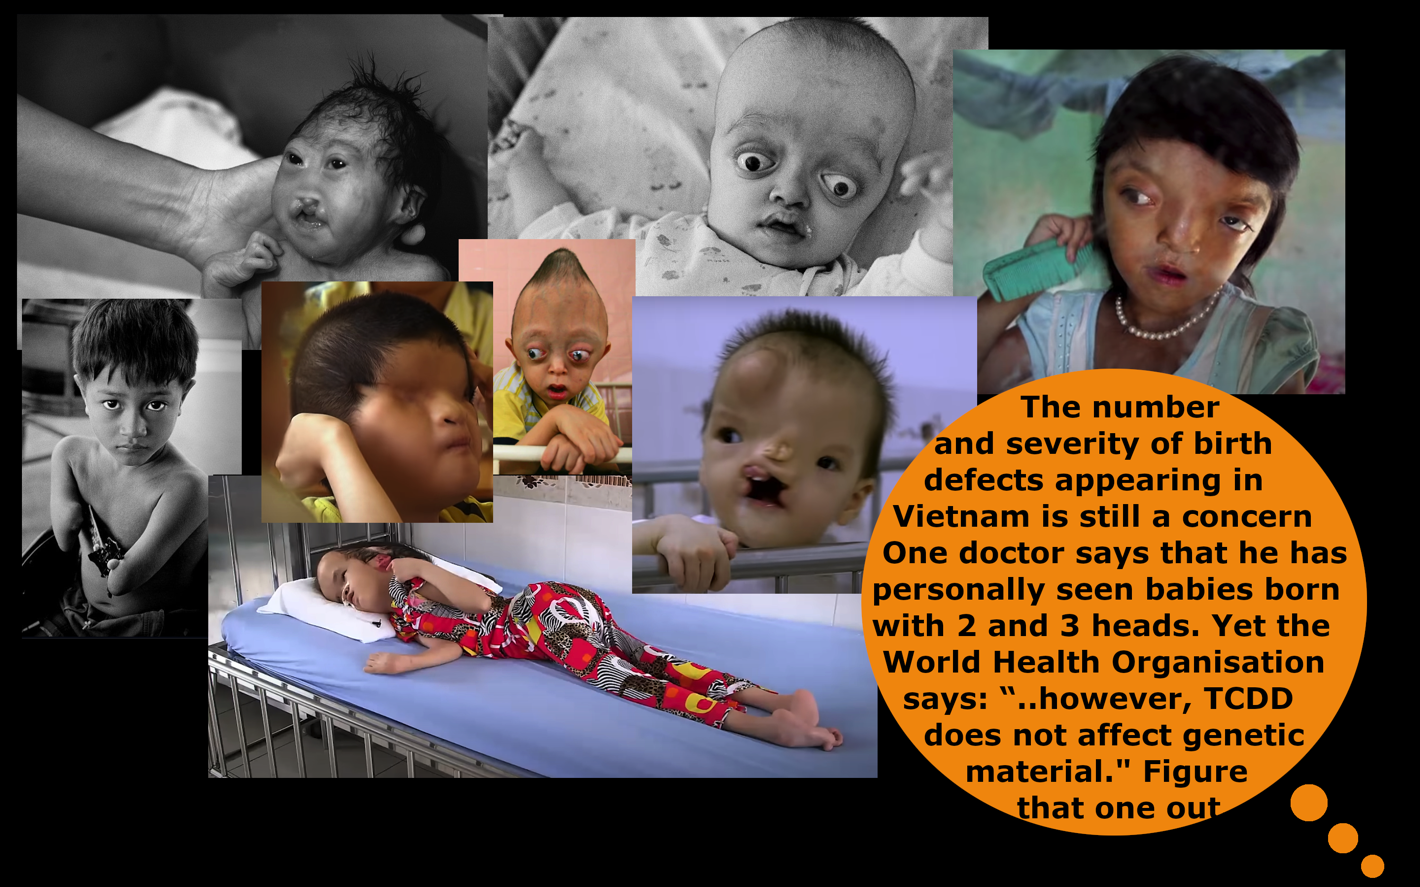 The number
and severity of birth
defects appearing in
Vietnam is still a concern
One doctor says that he has
personally seen babies born
with 2 and 3 heads. Yet the
World Health Organisation
says: “..however, TCDD
does not affect genetic
material." Figure
that one out